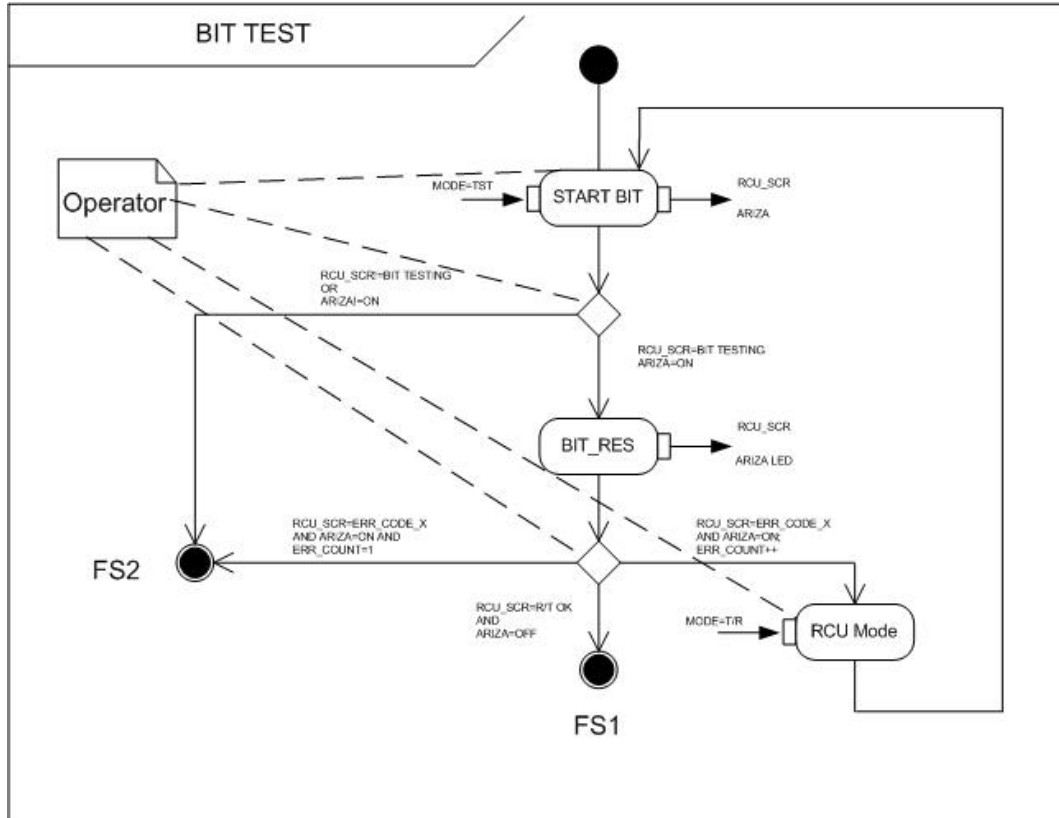 BIT TEST
Operator
MODE=TST
START BIT
RCU_SCR
ARIZA
RCU_SCR!=BIT TESTING
OR
ARIZA!=ON
RCU_SCR=BIT TESTING
ARIZA=ON
BIT_RES
RCU_SCR
ARIZA LED
RCU_SCR=ERR_CODE_X
AND ARIZA=ON AND
ERR_COUNT=1
RCU_SCR=ERR_CODE_X
AND ARIZA=ON;
ERR_COUNT++
FS2
RCU_SCR=R/T OK
AND
ARIZA=OFF
MODE=T/R
RCU Mode
FS1